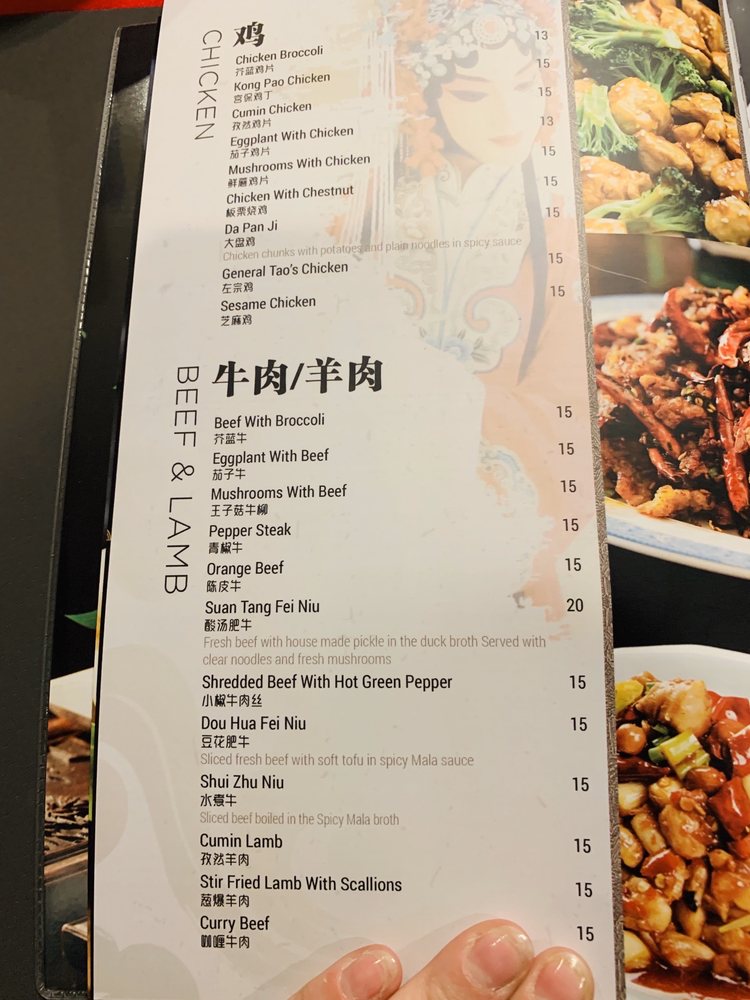 CHICKEN
鸡
Chicken Broccoli 13
芥蓝鸡片
Kong Pao Chicken 15
宫保鸡丁
Cumin Chicken 15
孜然鸡片
Eggplant With Chicken 13
茄子鸡片
Mushrooms With Chicken 15
鲜蘑鸡片
Chicken With Chestnut 15
板栗烧鸡
Da Pan Ji 15
大盘鸡
Chicken chunks with potatoes and plain noodles in spicy sauce
General Tao's Chicken 15
左宗鸡
Sesame Chicken 15
芝麻鸡
BEEF & LAMB
牛肉/羊肉
Beef With Broccoli 15
芥蓝牛
Eggplant With Beef 15
茄子牛
Mushrooms With Beef 15
王子菇牛柳
Pepper Steak 15
青椒牛
Orange Beef 15
陈皮牛
Suan Tang Fei Niu 20
酸汤肥牛
Fresh beef with house made pickle in the duck broth Served with
clear noodles and fresh mushrooms
Shredded Beef With Hot Green Pepper 15
小椒牛肉丝
Dou Hua Fei Niu 15
豆花肥牛
Sliced fresh beef with soft tofu in spicy Mala sauce
Shui Zhu Niu 15
水煮牛
Sliced beef boiled in the Spicy Mala broth
Cumin Lamb 15
孜然羊肉
Stir Fried Lamb With Scallions 15
葱爆羊肉
Curry Beef 15
咖喱牛肉